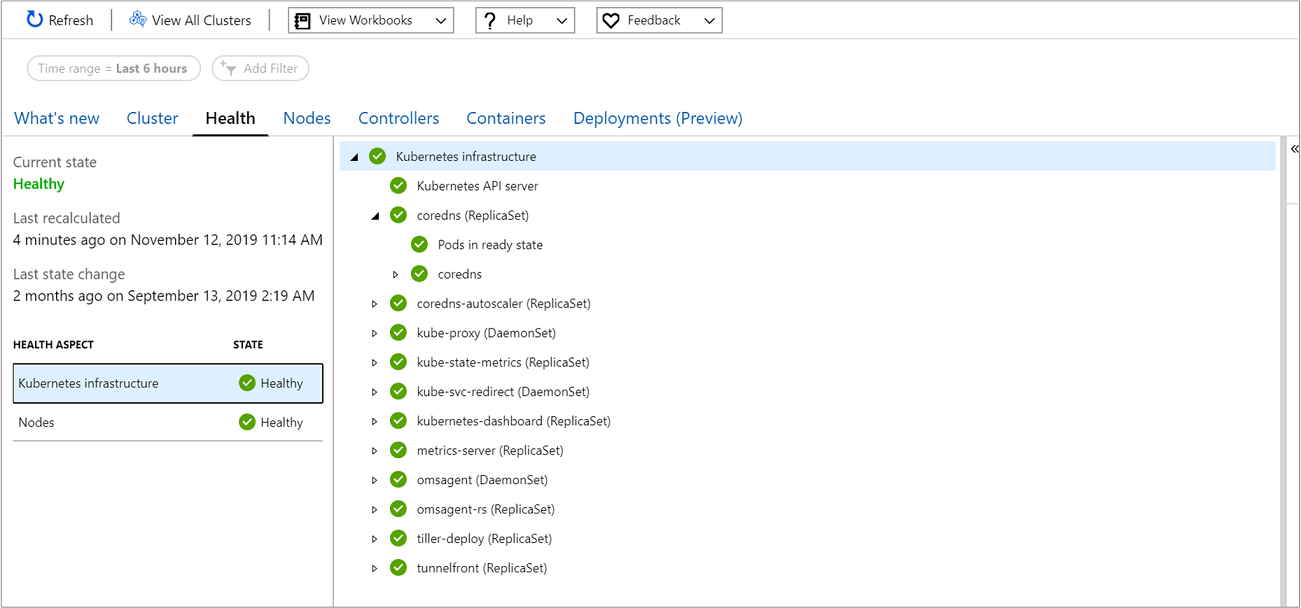 Refresh View All Clusters View Workbooks Help Feedback
Time range = Last 6 hours Add Filter
What's new Cluster Health Nodes Controllers Containers Deployments (Preview)
Current state
Healthy
Last recalculated
4 minutes ago on November 12, 2019 11:14 AM
Last state change
2 months ago on September 13, 2019 2:19 AM
HEALTH ASPECT STATE
Kubernetes infrastructure Healthy
Nodes Healthy
Kubernetes infrastructure
Kubernetes API server
coredns (ReplicaSet)
Pods in ready state
coredns
coredns-autoscaler (ReplicaSet)
kube-proxy (DaemonSet)
kube-state-metrics (ReplicaSet)
kube-svc-redirect (DaemonSet)
kubernetes-dashboard (ReplicaSet)
metrics-server (ReplicaSet)
omsagent (DaemonSet)
omsagent-rs (ReplicaSet)
tiller-deploy (ReplicaSet)
tunnelfront (ReplicaSet)